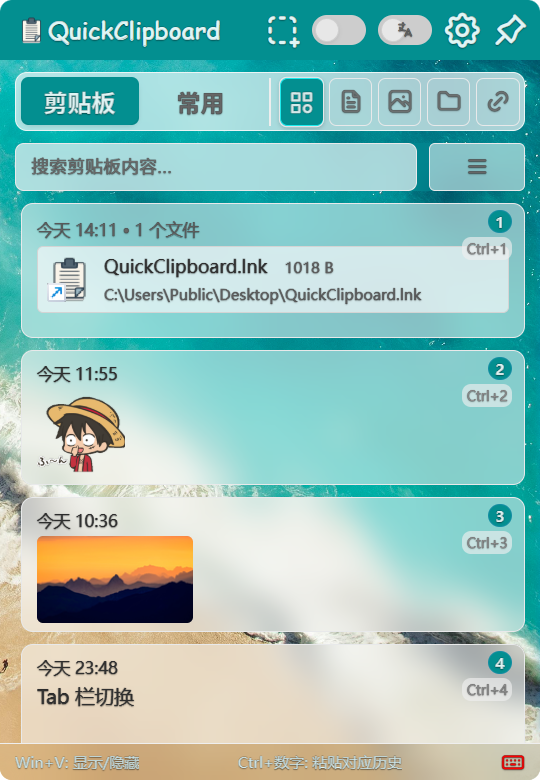 QuickClipboard
剪贴板 常用
搜索剪贴板内容...
今天 14:11 • 1 个文件 1
Ctrl+1
QuickClipboard.lnk 1018 B
C:\Users\Public\Desktop\QuickClipboard.lnk
今天 11:55 2
Ctrl+2
ふぃ〜ん
今天 10:36 3
Ctrl+3
今天 23:48 4
Ctrl+4
Tab 栏切换
Win+V: 显示/隐藏 Ctrl+数字: 粘贴对应历史